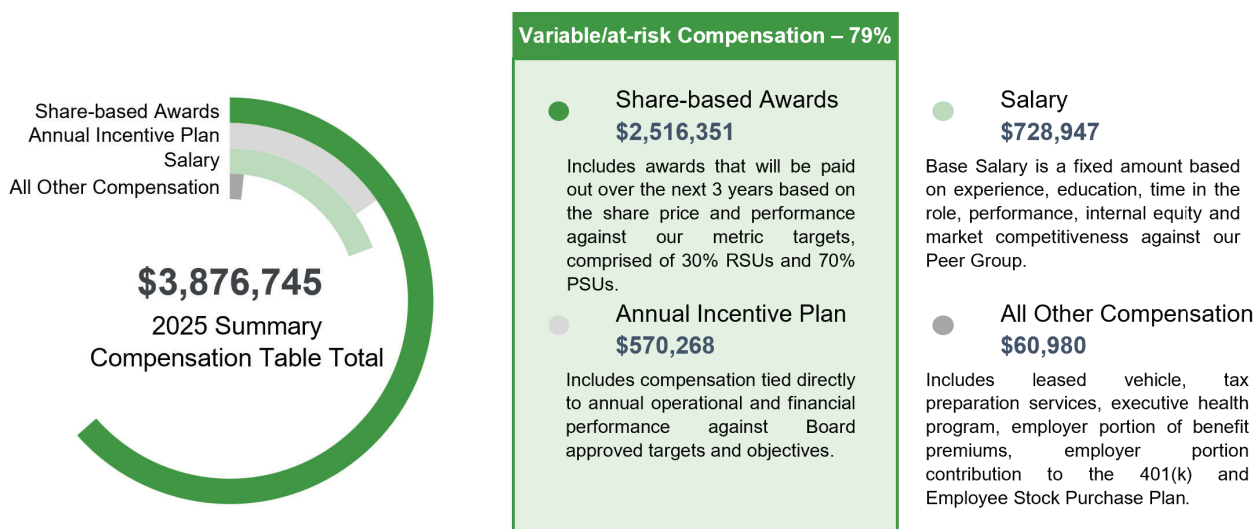 Share-based Awards
Annual Incentive Plan
Salary
All Other Compensation
$3,876,745
2025 Summary
Compensation Table Total
Variable/at-risk Compensation – 79%
Share-based Awards
$2,516,351
Includes awards that will be paid
out over the next 3 years based on
the share price and performance
against our metric targets,
comprised of 30% RSUs and 70%
PSUs.
Annual Incentive Plan
$570,268
Includes compensation tied directly
to annual operational and financial
performance against Board
approved targets and objectives.
Salary
$728,947
Base Salary is a fixed amount based
on experience, education, time in the
role, performance, internal equity and
market competitiveness against our
Peer Group.
All Other Compensation
$60,980
Includes leased vehicle, tax
preparation services, executive health
program, employer portion of benefit
premiums, employer portion
contribution to the 401(k) and
Employee Stock Purchase Plan.